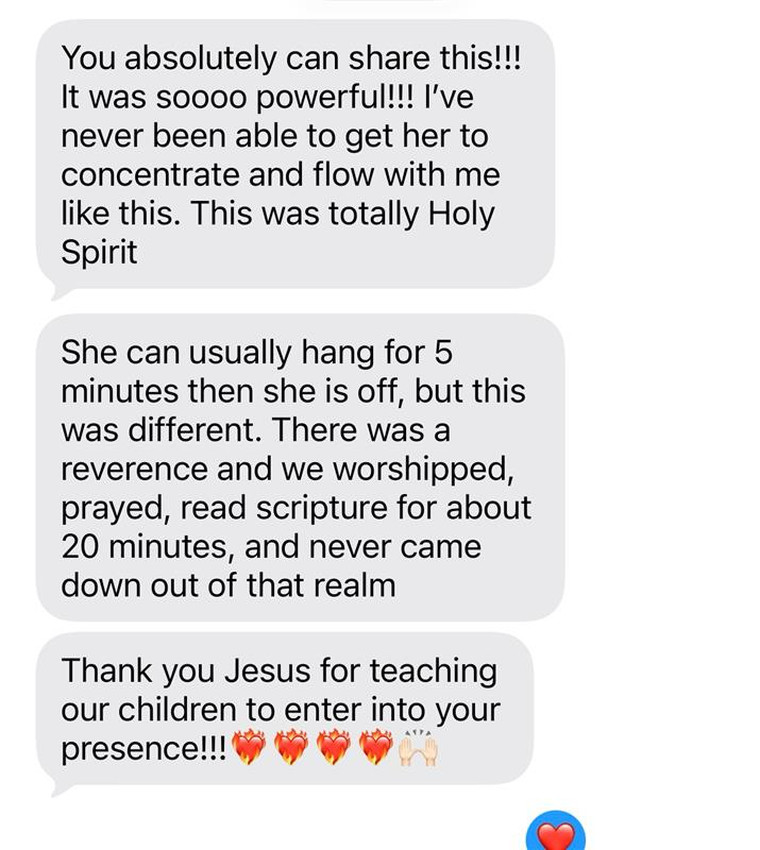 You absolutely can share this!!!
It was soooo powerful!!! I’ve
never been able to get her to
concentrate and flow with me
like this. This was totally Holy
Spirit
She can usually hang for 5
minutes then she is off, but this
was different. There was a
reverence and we worshipped,
prayed, read scripture for about
20 minutes, and never came
down out of that realm
Thank you Jesus for teaching
our children to enter into your
presence!!!❤️‍🔥❤️‍🔥❤️‍🔥❤️‍🔥🙌🏻